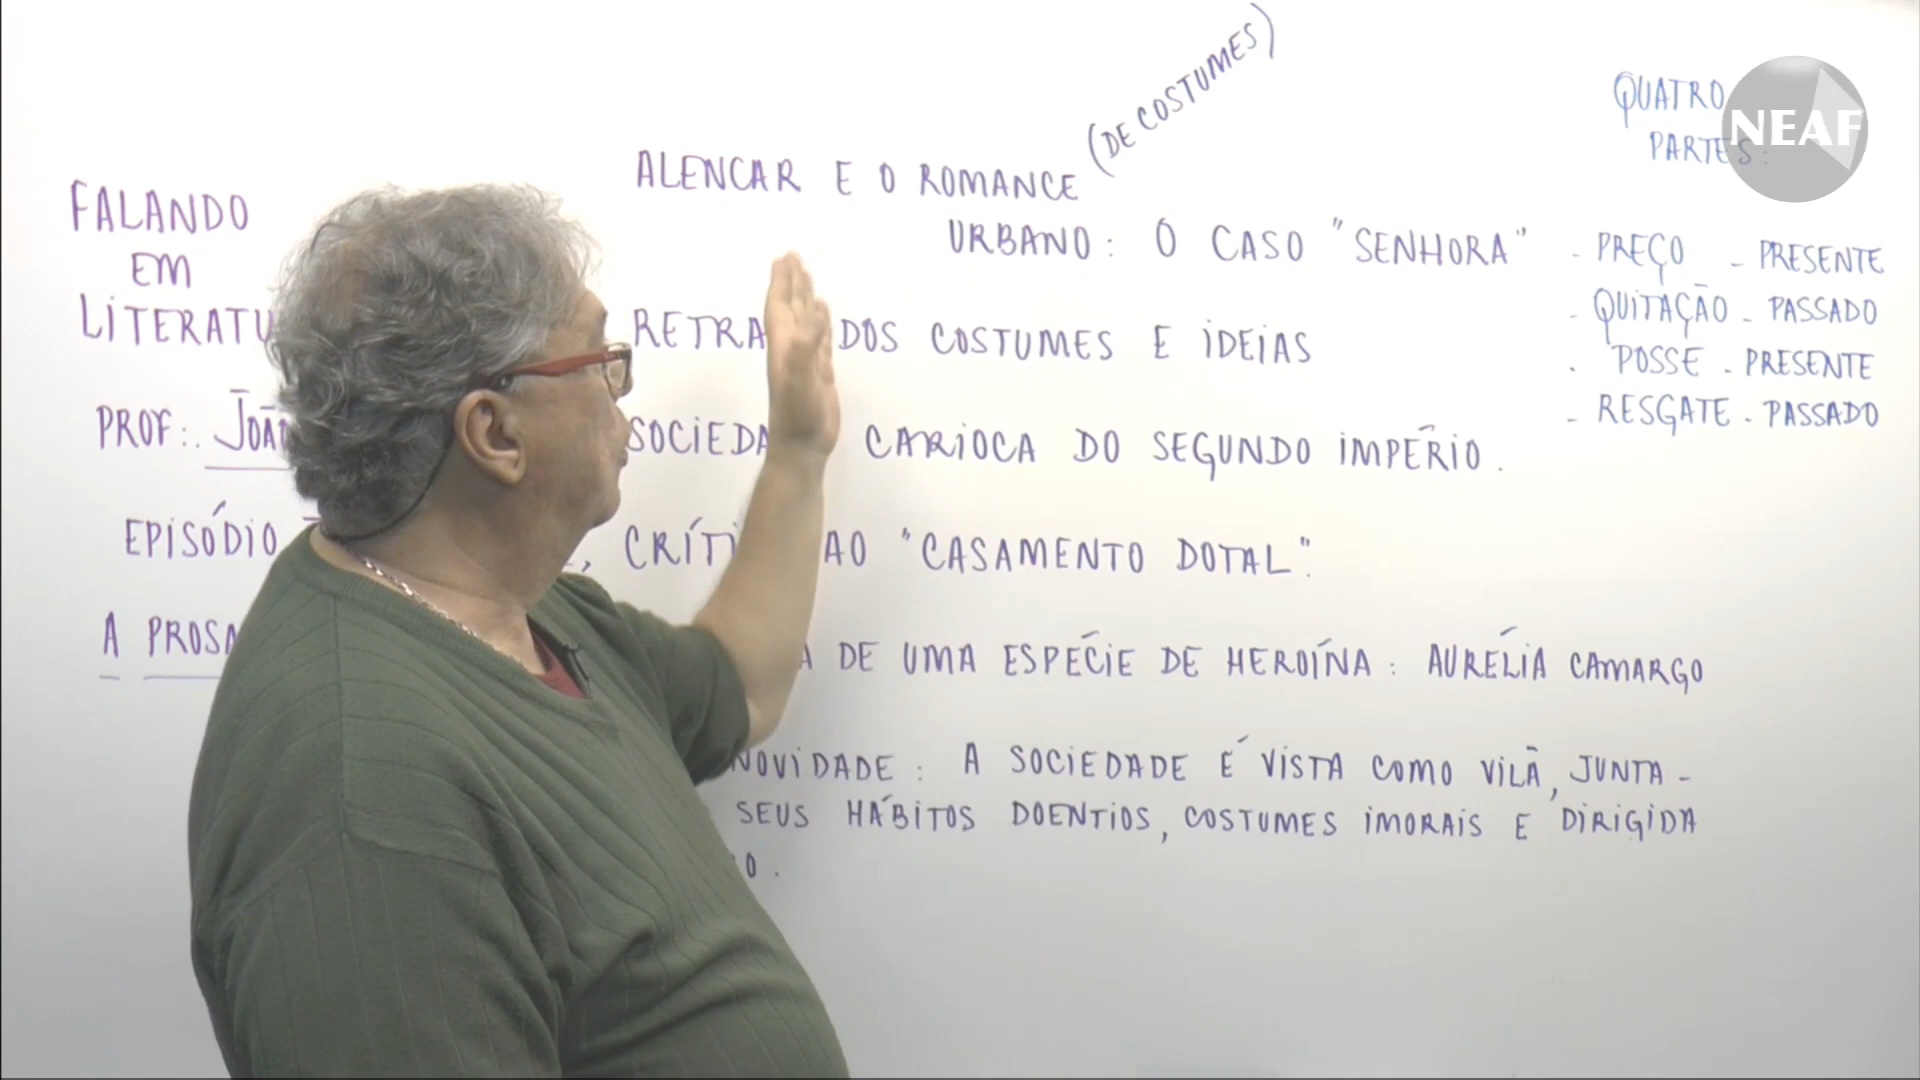 FALANDO
EM
LITERATU
PROF:. JOÃO
EPISÓDIO
A PROSA
ALENCAR E O ROMANCE (DE COSTUMES)
URBANO: O CASO "SENHORA"
RETRA DOS COSTUMES E IDEIAS
SOCIEDA CARIOCA DO SEGUNDO IMPÉRIO.
CRÍTI AO "CASAMENTO DOTAL".
A DE UMA ESPÉCIE DE HEROÍNA: AURÉLIA CAMARGO
NOVIDADE: A SOCIEDADE É VISTA COMO VILÃ, JUNTA-
SEUS HÁBITOS DOENTIOS, COSTUMES IMORAIS E DIRIGIDA
O.
QUATRO
PARTES:
- PREÇO - PRESENTE
- QUITAÇÃO - PASSADO
. POSSE - PRESENTE
- RESGATE - PASSADO
NEAF